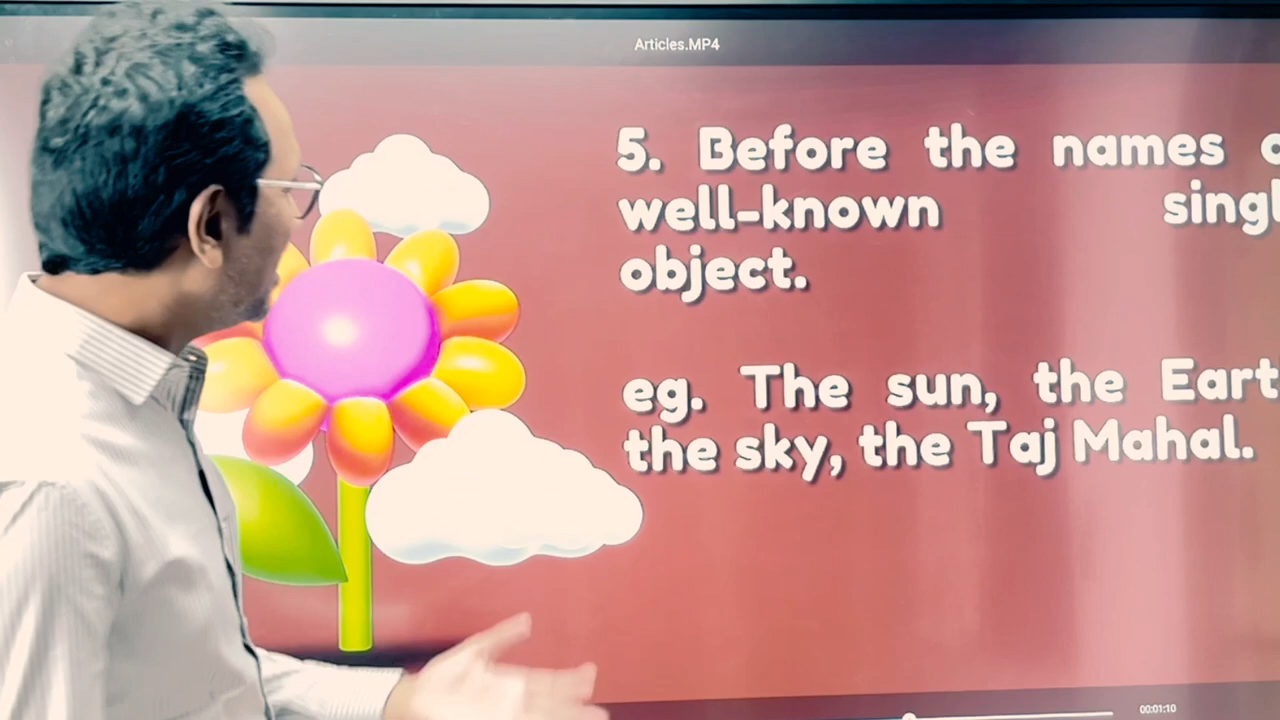 Articles.MP4
5. Before the names
well-known
object.
eg. The sun, the
the sky, the Taj Mahal.
00:01:10